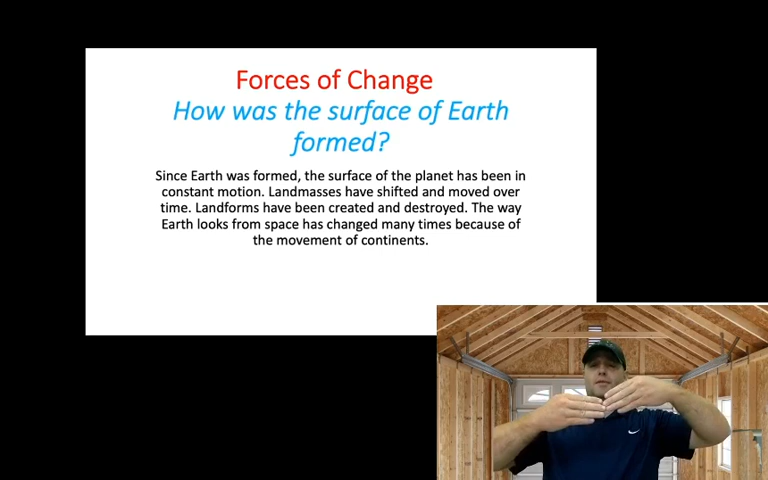 Forces of Change
How was the surface of Earth
formed?
Since Earth was formed, the surface of the planet has been in
constant motion. Landmasses have shifted and moved over
time. Landforms have been created and destroyed. The way
Earth looks from space has changed many times because of
the movement of continents.